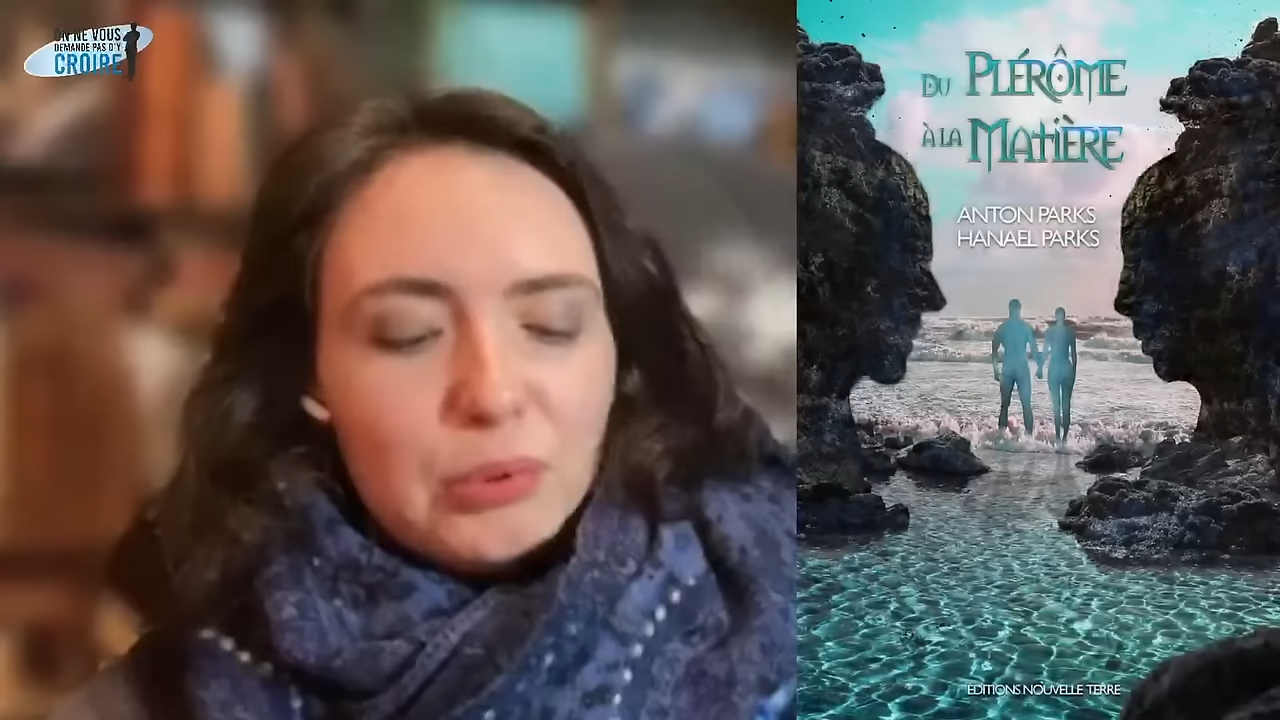 ON NE VOUS
DEMANDE PAS D'Y
CROIRE
DU PLÉRÔME
À LA MATIÈRE
ANTON PARKS
HANAEL PARKS
EDITIONS NOUVELLE TERRE